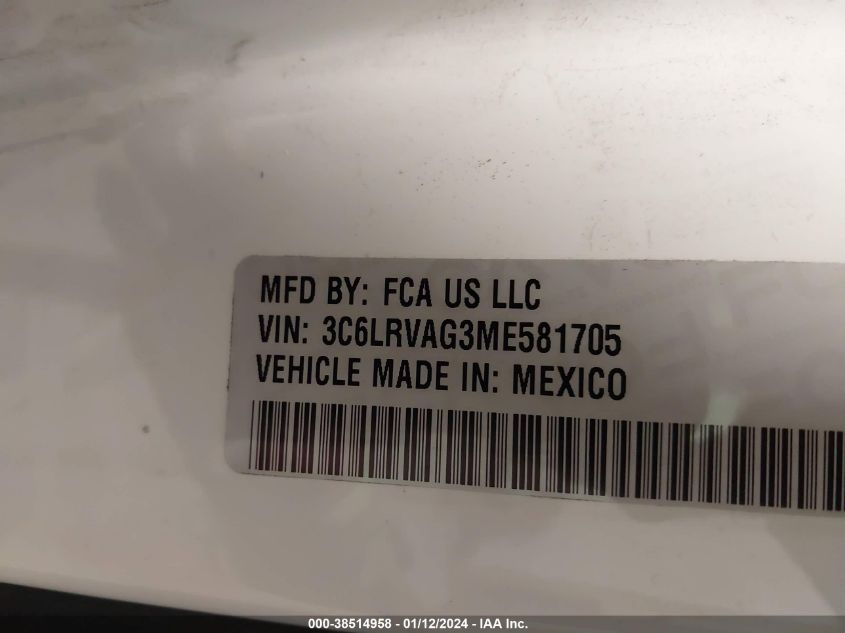 MFD BY: FCA US LLC
VIN: 3C6LRVAG3ME581705
VEHICLE MADE IN: MEXICO
000-38514958 - 01/12/2024 - IAA Inc.